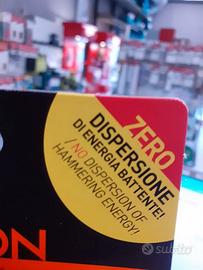 ZERO
DISPERSIONE
DI ENERGIA BATTENTE!
/ NO DISPERSION OF
HAMMERING ENERGY!
ON
subito